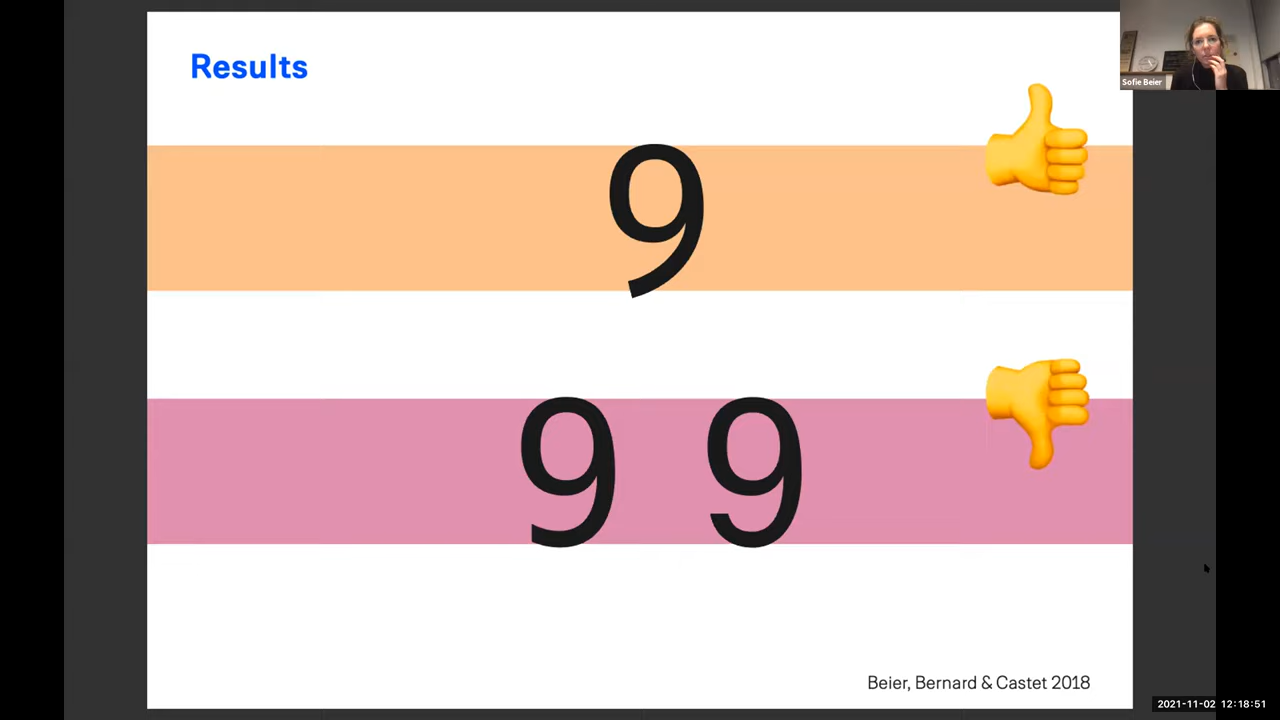 Results
Sofie Beier
9
9 9
Beier, Bernard & Castet 2018
2021-11-02 12:18:51